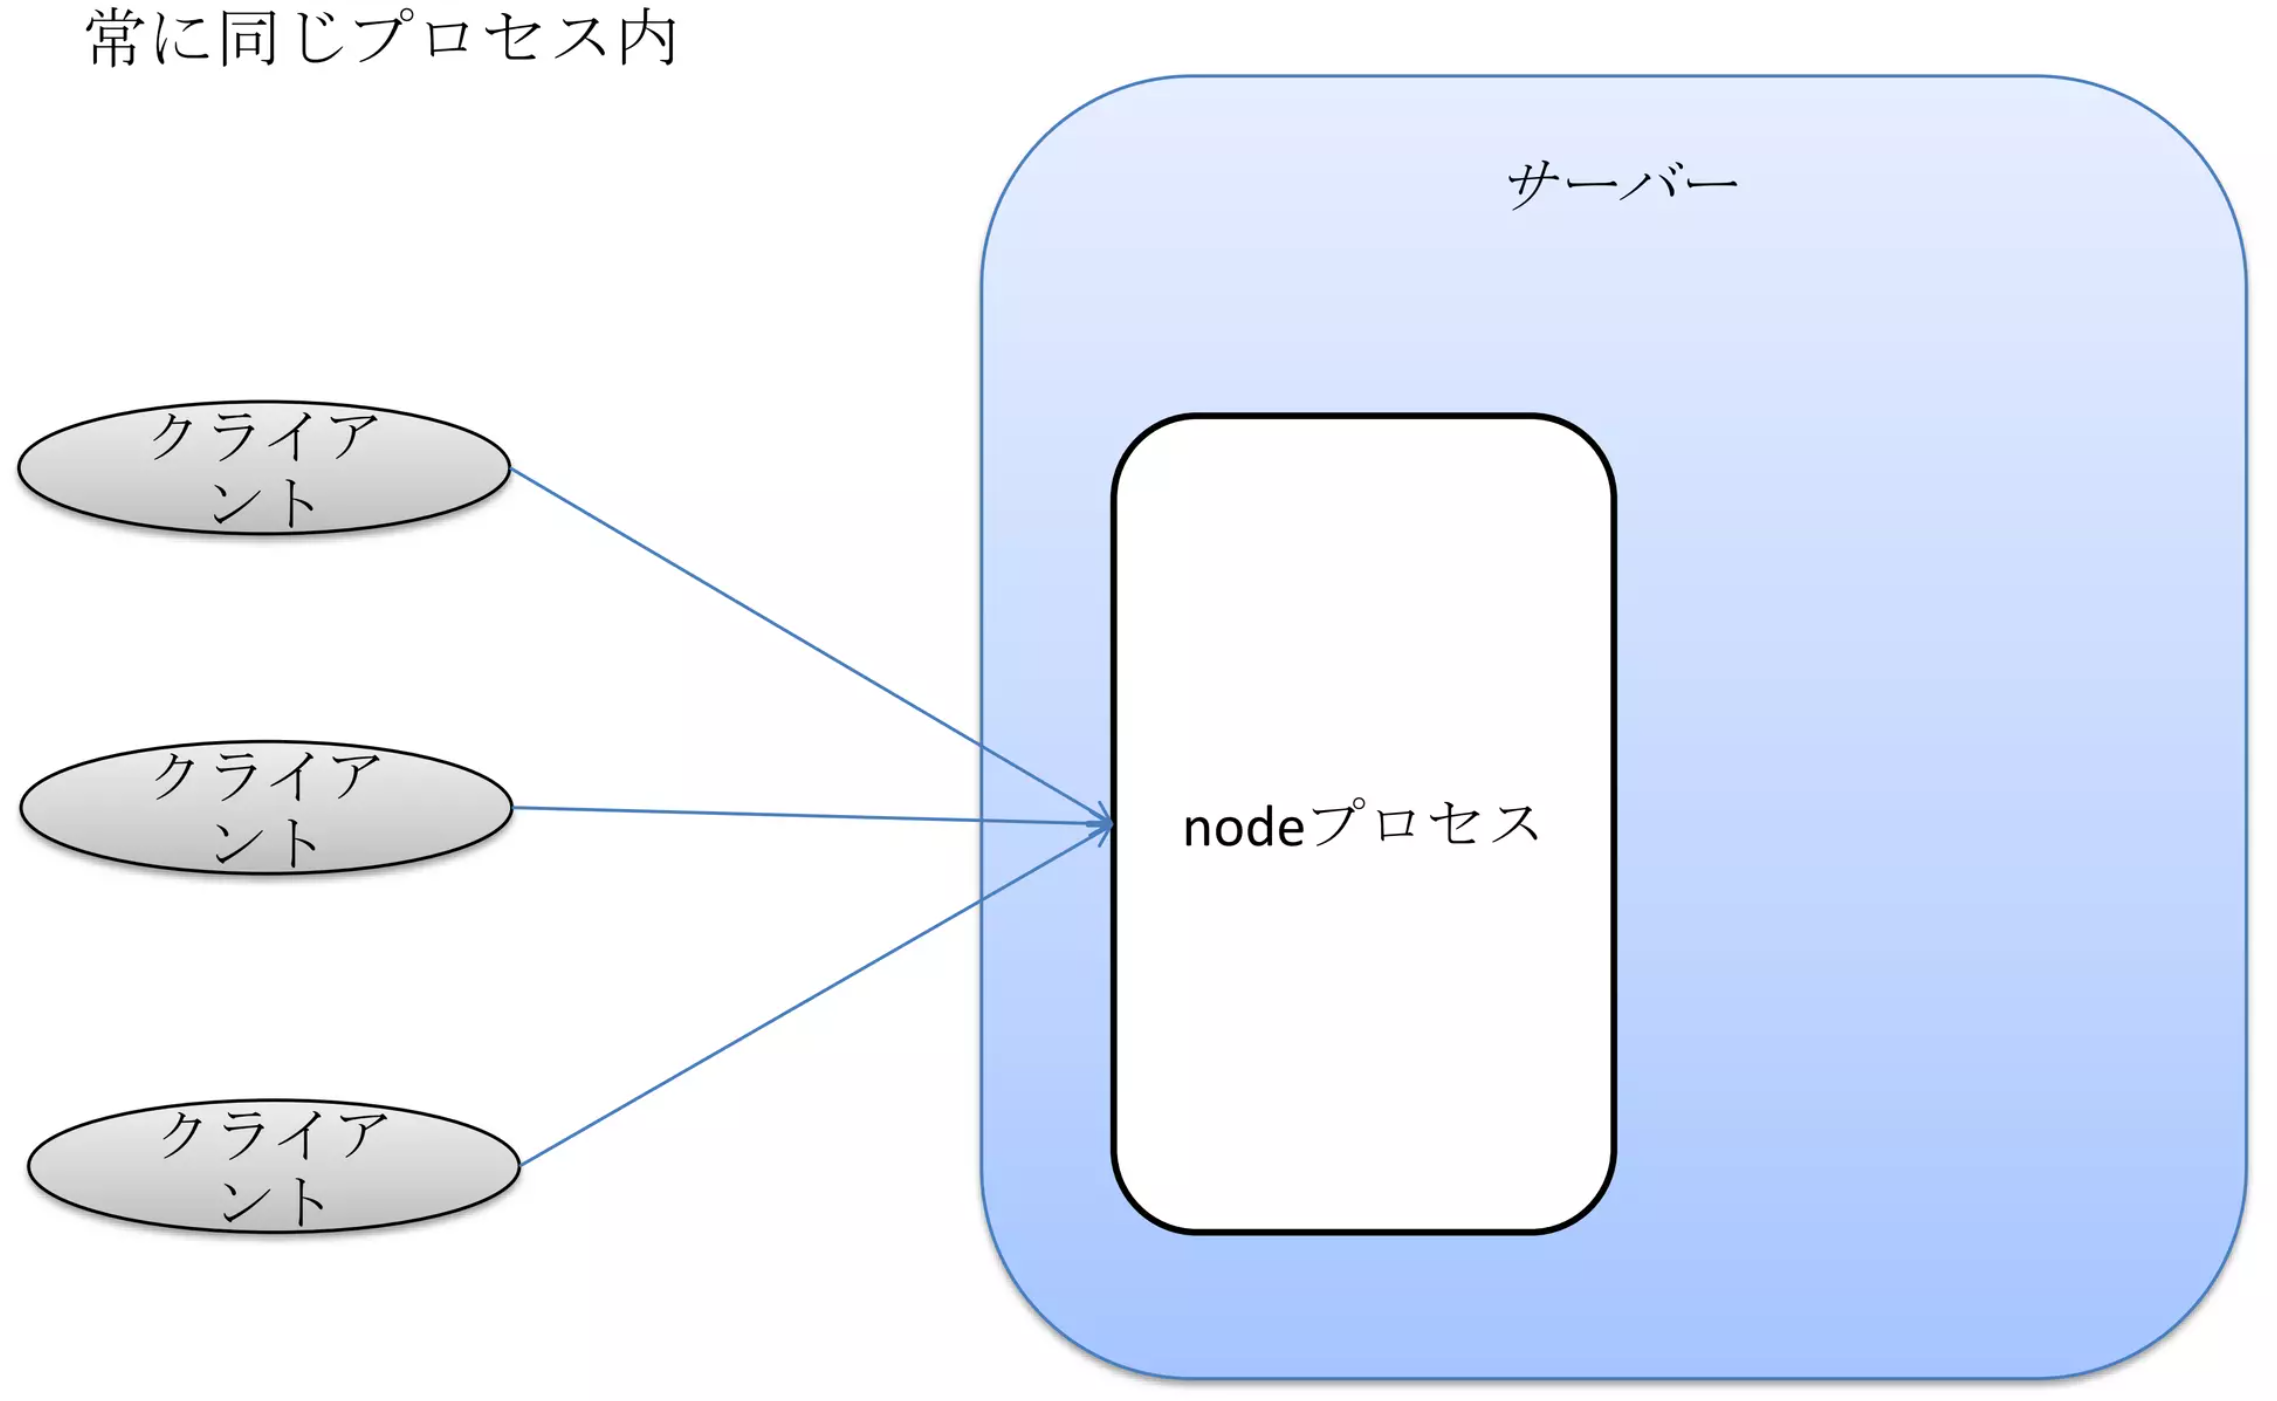 常に同じプロセス内
サーバー
クライア
ント
クライア
ント
nodeプロセス
クライア
ント